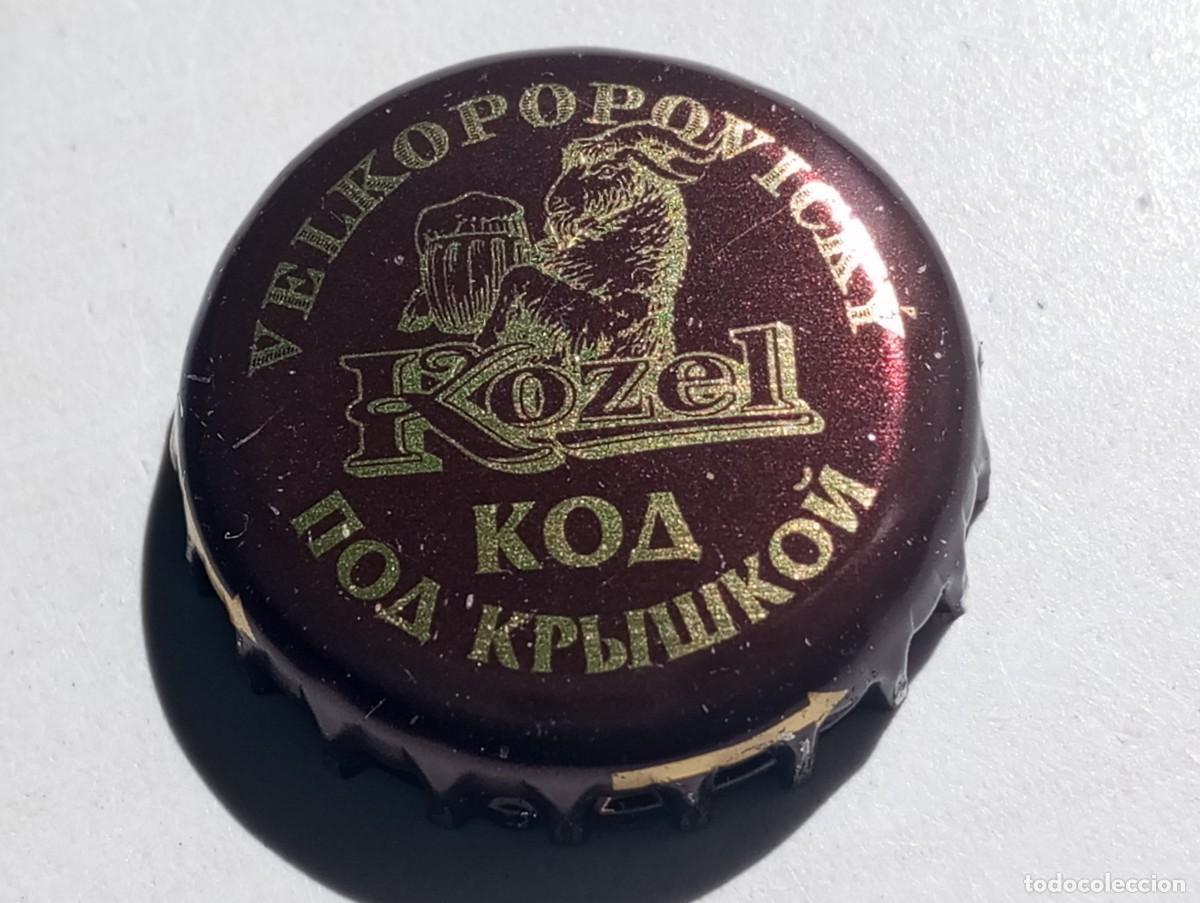 VELKOPOPOVICKÝ
Kozel
КОД
ПОД КРЫШКОЙ
todocoleccion